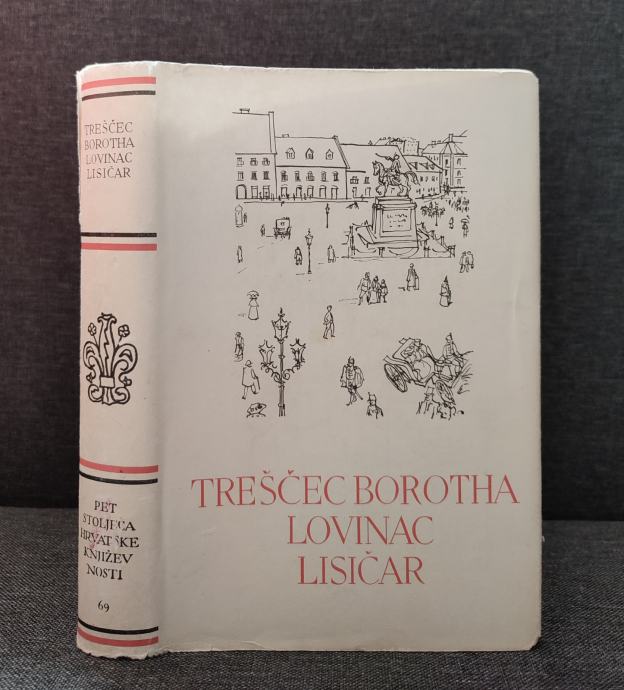 TREŠČEC
BOROTHA
LOVINAC
LISIČAR
PET
STOLJEĆA
HRVATSKE
KNJIŽEV
NOSTI
69
TREŠČEC BOROTHA
LOVINAC
LISIČAR